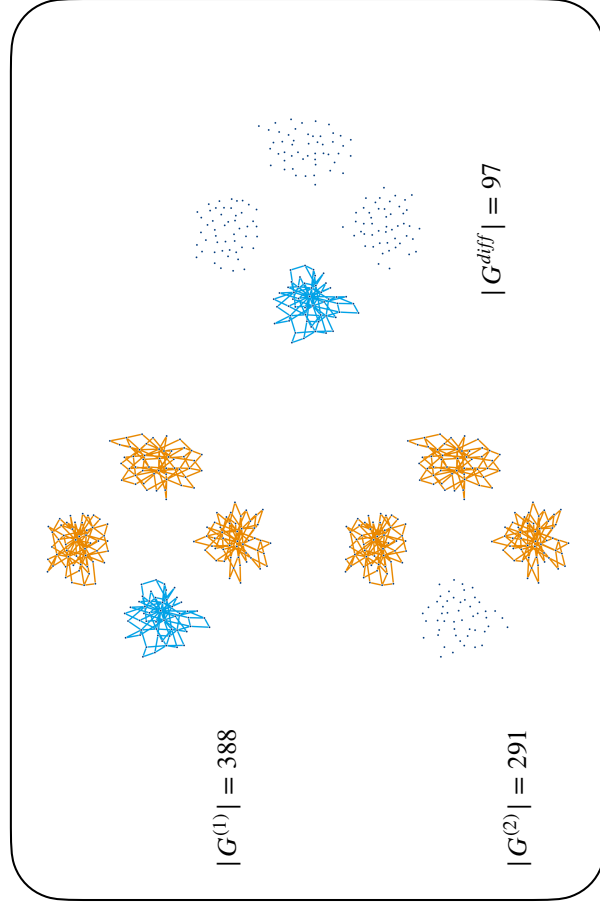 |G^{(1)}| = 388
|G^{(2)}| = 291
|G^{diff}| = 97